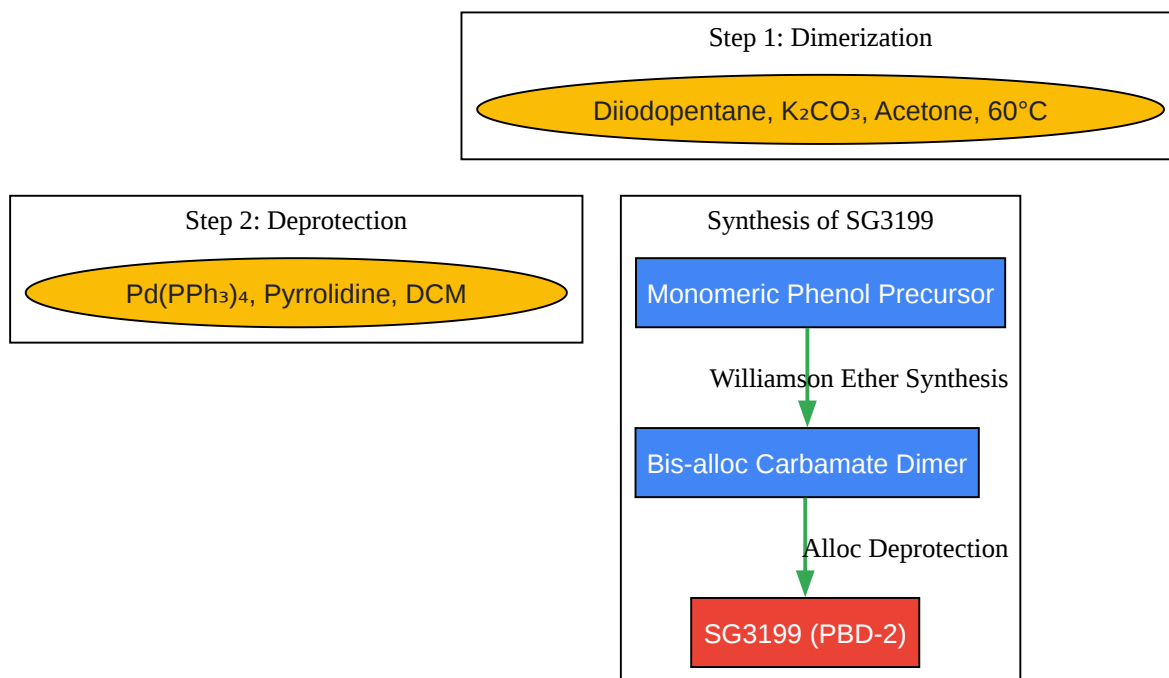 Step 1: Dimerization
Diiodopentane, K₂CO₃, Acetone, 60°C
Step 2: Deprotection
Pd(PPh₃)₄, Pyrrolidine, DCM
Synthesis of SG3199
Monomeric Phenol Precursor
Williamson Ether Synthesis
Bis-alloc Carbamate Dimer
Alloc Deprotection
SG3199 (PBD-2)